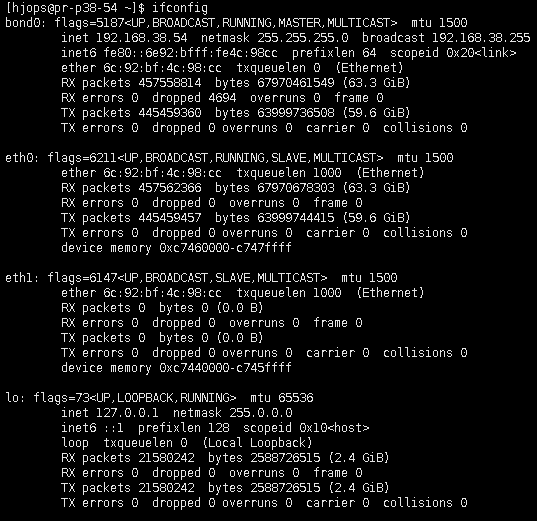 [hjops@pr-p38-54 ~]$ ifconfig
bond0: flags=5187<UP,BROADCAST,RUNNING,MASTER,MULTICAST>  mtu 1500
        inet 192.168.38.54  netmask 255.255.255.0  broadcast 192.168.38.255
        inet6 fe80::6e92:bfff:fe4c:98cc  prefixlen 64  scopeid 0x20<link>
        ether 6c:92:bf:4c:98:cc  txqueuelen 0  (Ethernet)
        RX packets 457558814  bytes 67970461549 (63.3 GiB)
        RX errors 0  dropped 4694  overruns 0  frame 0
        TX packets 445459360  bytes 63999736508 (59.6 GiB)
        TX errors 0  dropped 0 overruns 0  carrier 0  collisions 0

eth0: flags=6211<UP,BROADCAST,RUNNING,SLAVE,MULTICAST>  mtu 1500
        ether 6c:92:bf:4c:98:cc  txqueuelen 1000  (Ethernet)
        RX packets 457562366  bytes 67970678303 (63.3 GiB)
        RX errors 0  dropped 0  overruns 0  frame 0
        TX packets 445459457  bytes 63999744415 (59.6 GiB)
        TX errors 0  dropped 0 overruns 0  carrier 0  collisions 0
        device memory 0xc7460000-c747ffff

eth1: flags=6147<UP,BROADCAST,SLAVE,MULTICAST>  mtu 1500
        ether 6c:92:bf:4c:98:cc  txqueuelen 1000  (Ethernet)
        RX packets 0  bytes 0 (0.0 B)
        RX errors 0  dropped 0  overruns 0  frame 0
        TX packets 0  bytes 0 (0.0 B)
        TX errors 0  dropped 0 overruns 0  carrier 0  collisions 0
        device memory 0xc7440000-c745ffff

lo: flags=73<UP,LOOPBACK,RUNNING>  mtu 65536
        inet 127.0.0.1  netmask 255.0.0.0
        inet6 ::1  prefixlen 128  scopeid 0x10<host>
        loop  txqueuelen 0  (Local Loopback)
        RX packets 21580242  bytes 2588726515 (2.4 GiB)
        RX errors 0  dropped 0  overruns 0  frame 0
        TX packets 21580242  bytes 2588726515 (2.4 GiB)
        TX errors 0  dropped 0 overruns 0  carrier 0  collisions 0